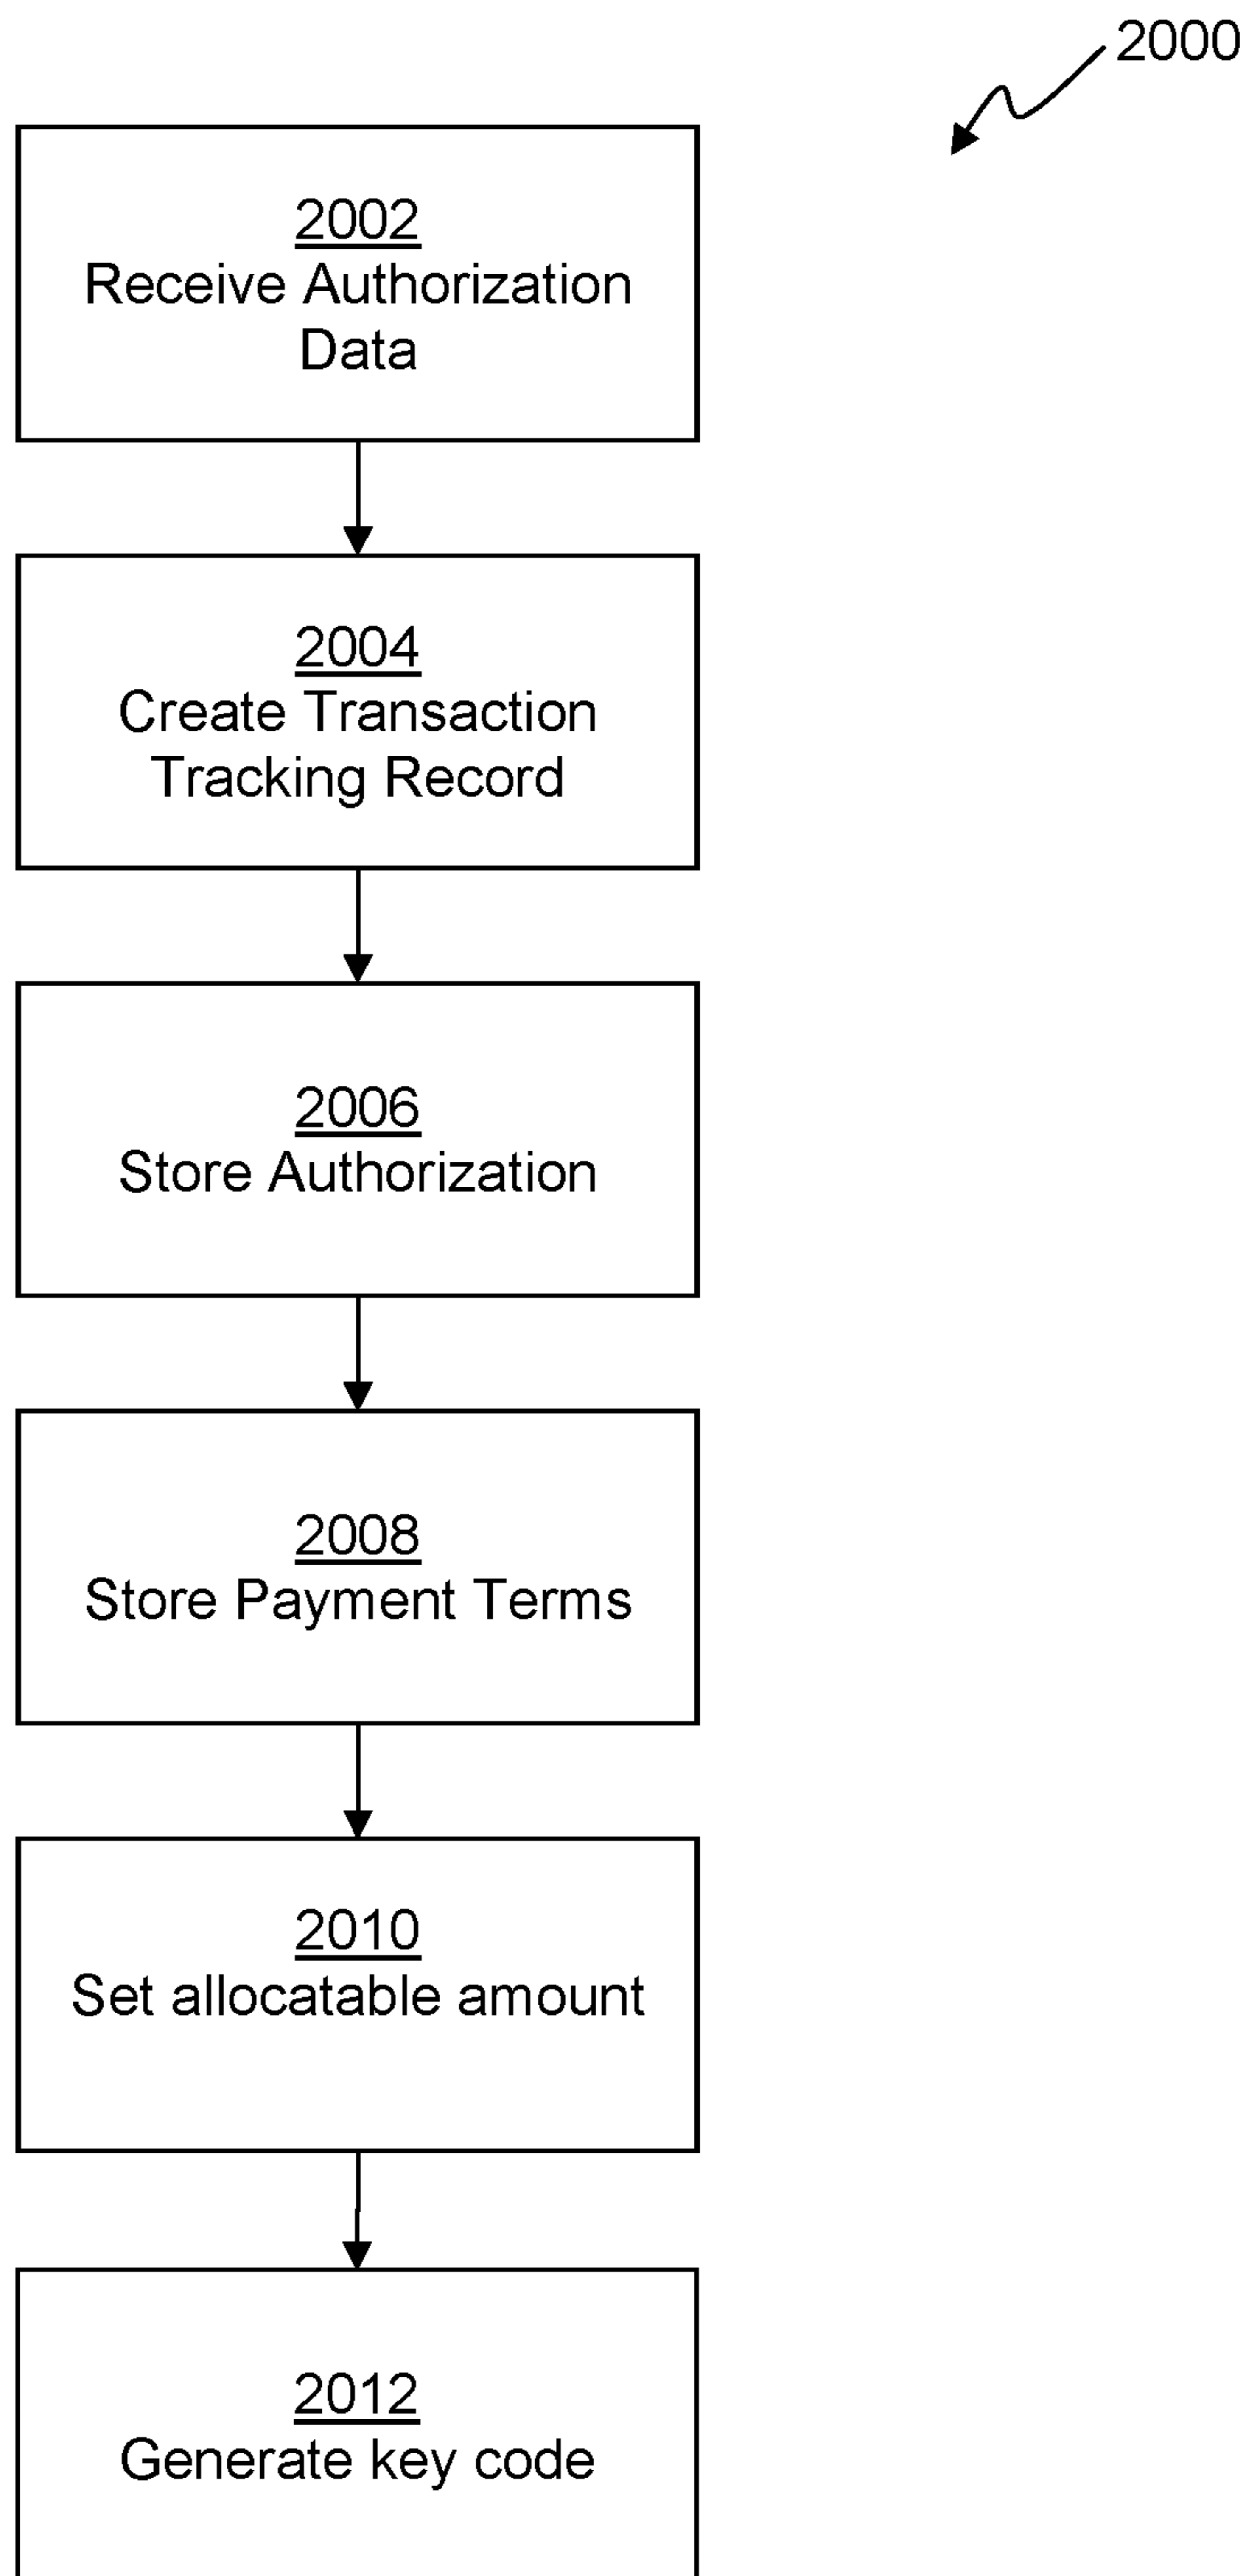 2000
2002
Receive Authorization
Data
2004
Create Transaction
Tracking Record
2006
Store Authorization
2008
Store Payment Terms
2010
Set allocatable amount
2012
Generate key code